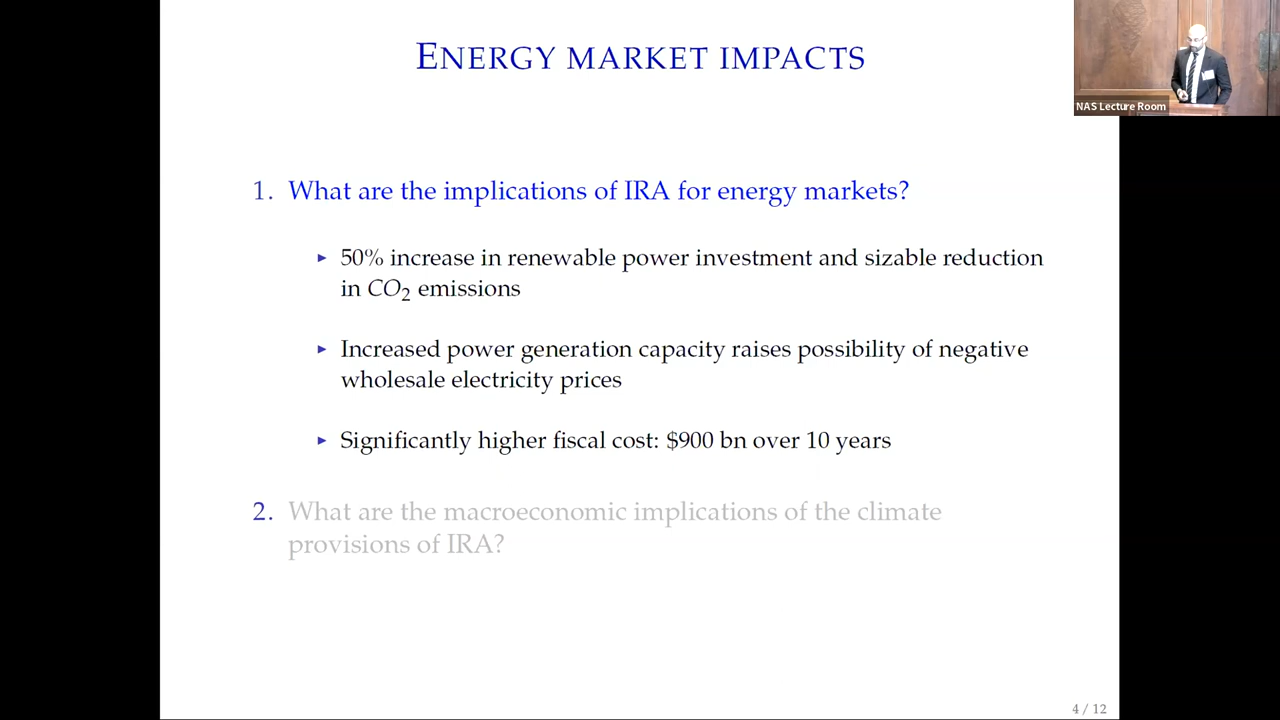 ENERGY MARKET IMPACTS
NAS Lecture Room
1. What are the implications of IRA for energy markets?
▸ 50% increase in renewable power investment and sizable reduction
in CO₂ emissions
▸ Increased power generation capacity raises possibility of negative
wholesale electricity prices
▸ Significantly higher fiscal cost: $900 bn over 10 years
2. What are the macroeconomic implications of the climate
provisions of IRA?
4 / 12